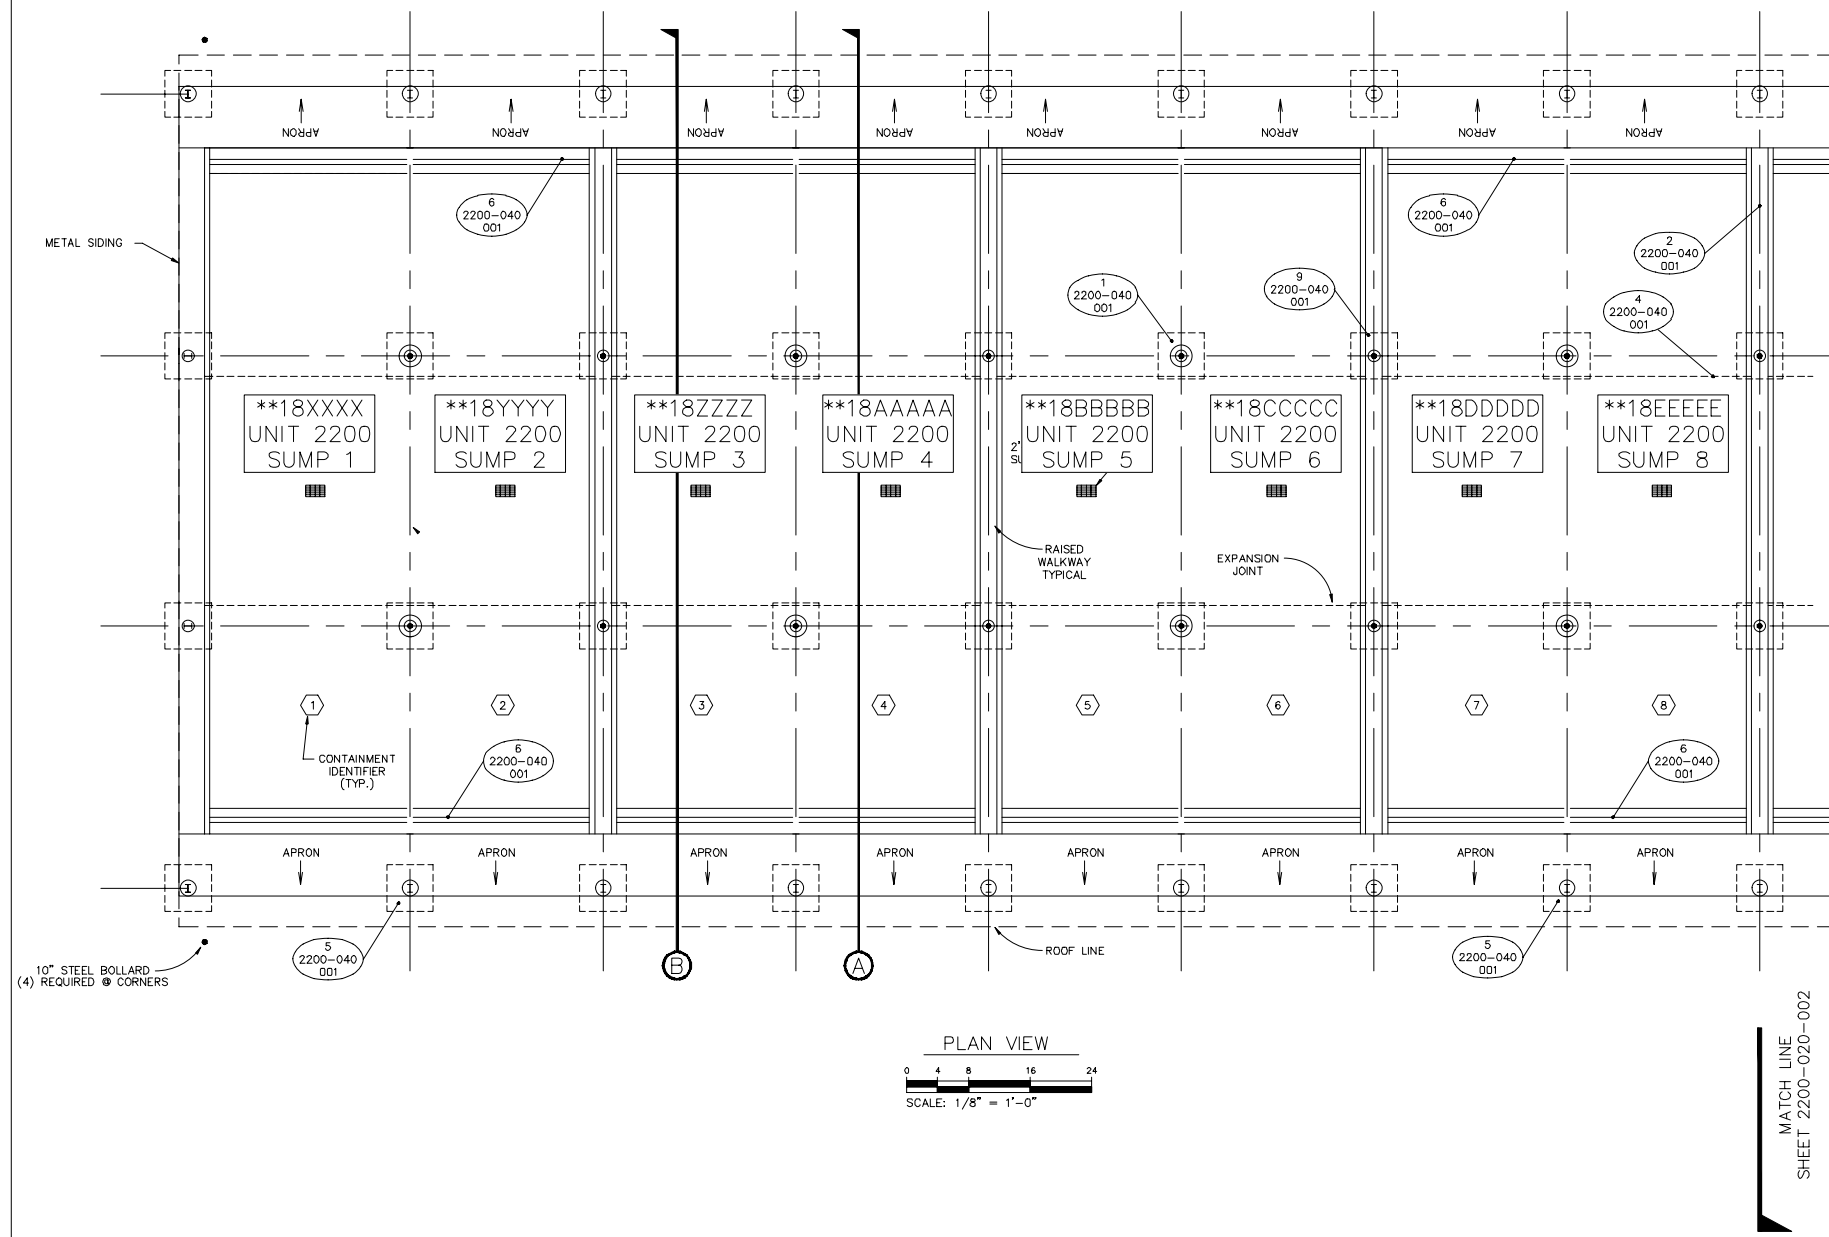 APRON
APRON
APRON
APRON
APRON
APRON
APRON
APRON
6
2200-040
001
6
2200-040
001
METAL SIDING
2
2200-040
001
1
2200-040
001
9
2200-040
001
4
2200-040
001
**18XXXX
UNIT 2200
SUMP 1
**18YYYY
UNIT 2200
SUMP 2
**18ZZZZ
UNIT 2200
SUMP 3
**18AAAAA
UNIT 2200
SUMP 4
**18BBBBB
UNIT 2200
SUMP 5
**18CCCCC
UNIT 2200
SUMP 6
**18DDDDD
UNIT 2200
SUMP 7
**18EEEEE
UNIT 2200
SUMP 8
RAISED
WALKWAY
TYPICAL
EXPANSION
JOINT
1
2
3
4
5
6
7
8
CONTAINMENT
IDENTIFIER
(TYP.)
6
2200-040
001
6
2200-040
001
APRON
APRON
APRON
APRON
APRON
APRON
APRON
APRON
5
2200-040
001
5
2200-040
001
ROOF LINE
10" STEEL BOLLARD
(4) REQUIRED @ CORNERS
B
A
PLAN VIEW
0 4 8 16 24
SCALE: 1/8" = 1'-0"
MATCH LINE
SHEET 2200-020-002